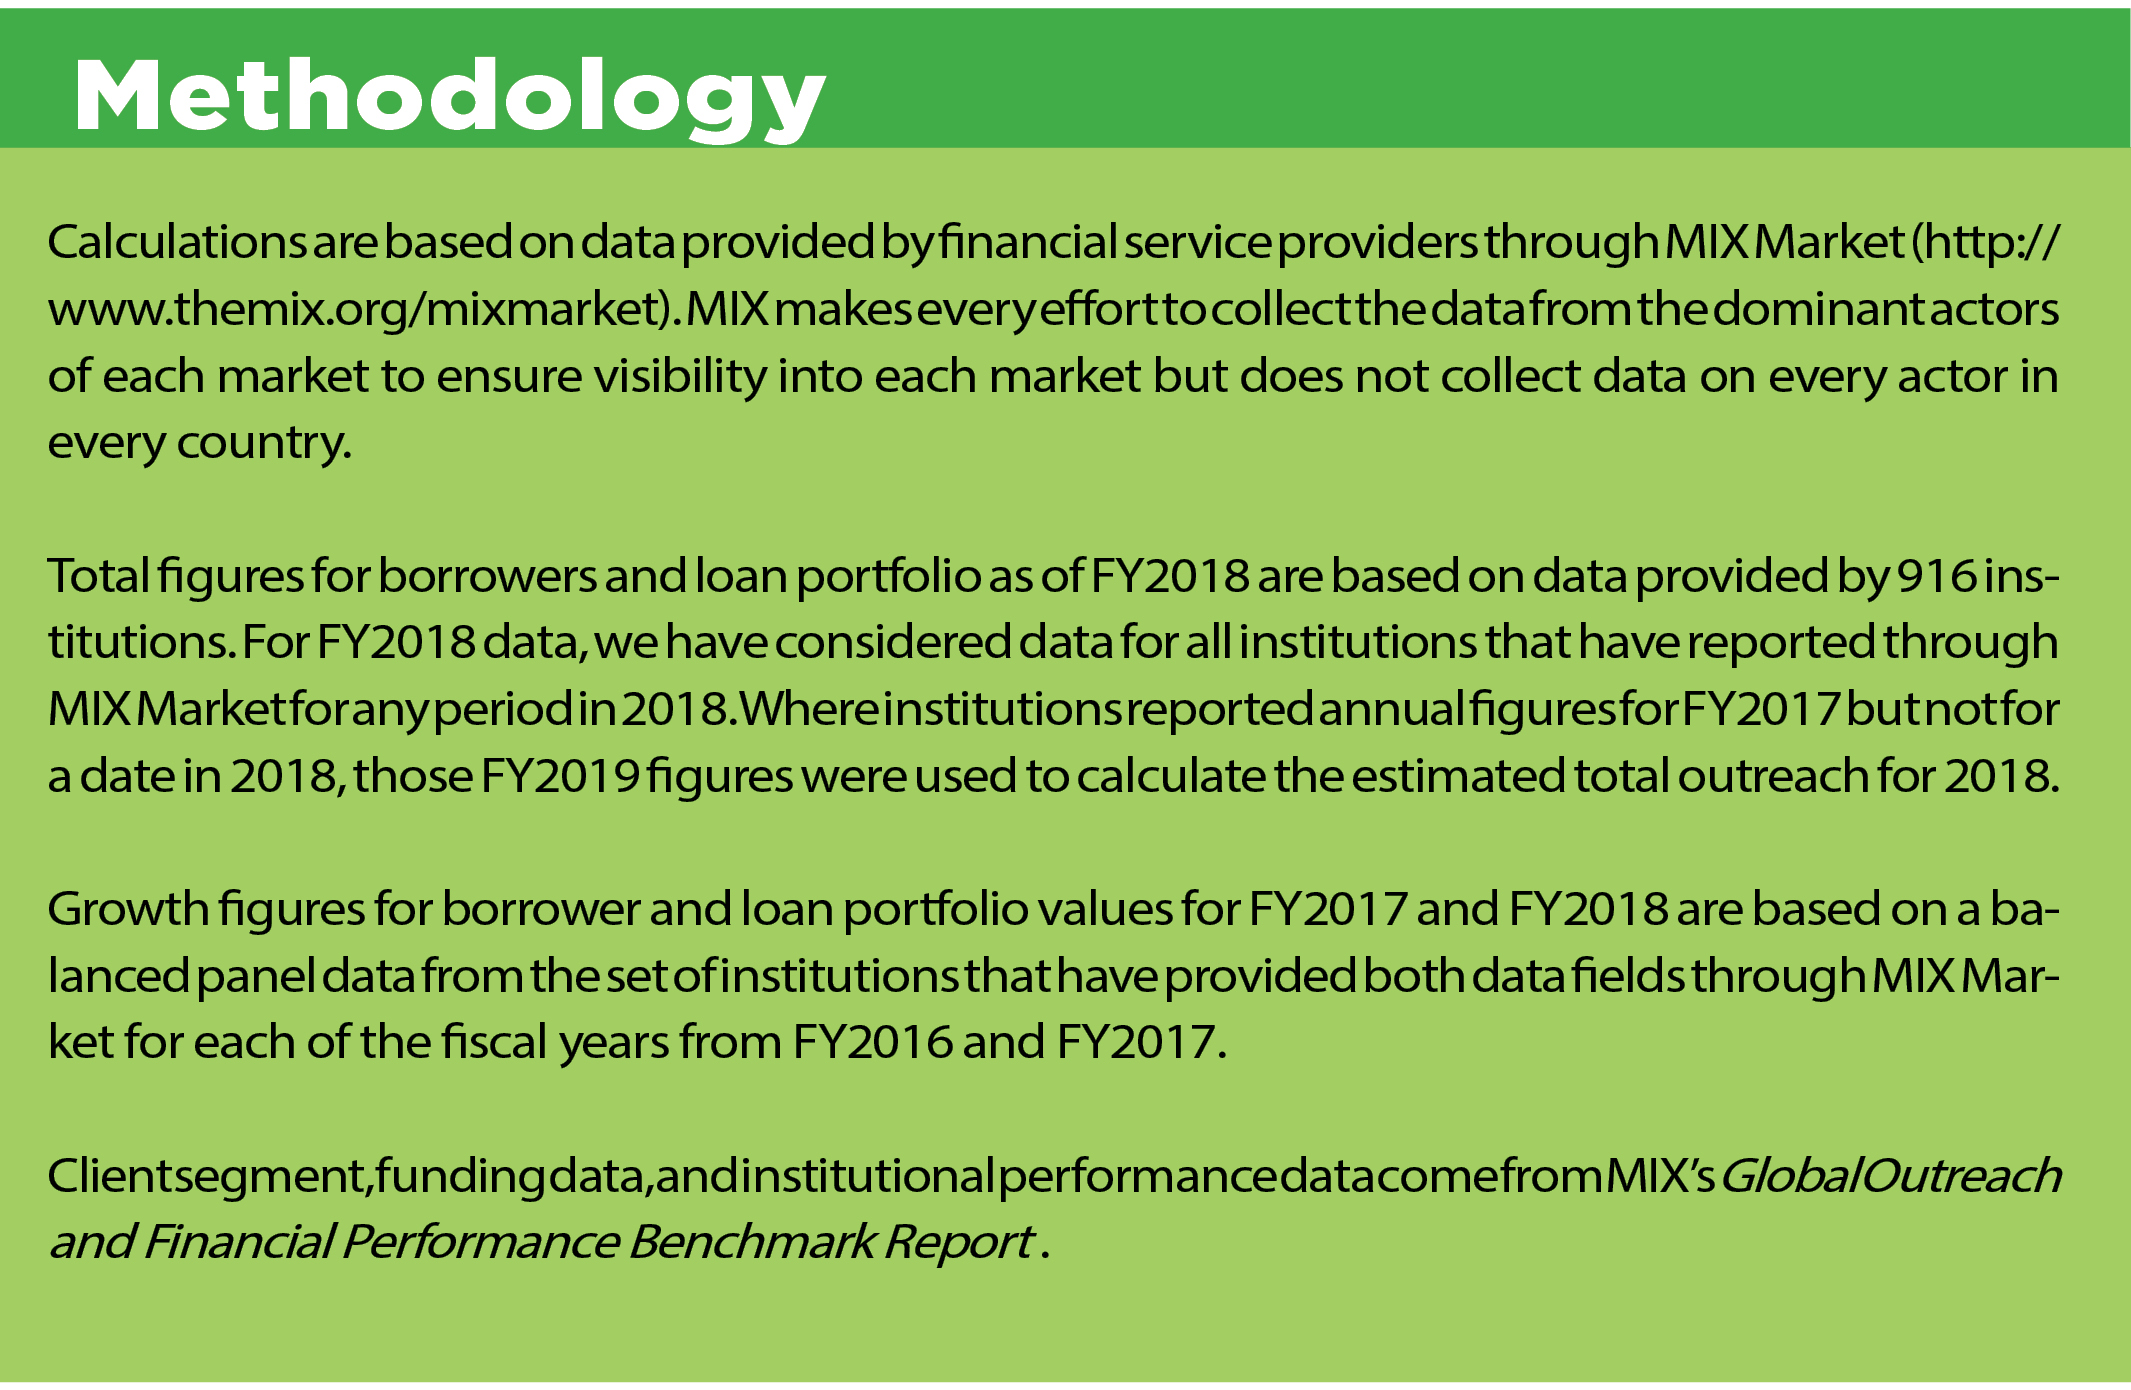 Methodology
Calculations are based on data provided by financial service providers through MIX Market (http://
www.themix.org/mixmarket). MIX makes every effort to collect the data from the dominant actors
of each market to ensure visibility into each market but does not collect data on every actor in
every country.
Total figures for borrowers and loan portfolio as of FY2018 are based on data provided by 916 ins-
titutions. For FY2018 data, we have considered data for all institutions that have reported through
MIX Market for any period in 2018. Where institutions reported annual figures for FY2017 but not for
a date in 2018, those FY2019 figures were used to calculate the estimated total outreach for 2018.
Growth figures for borrower and loan portfolio values for FY2017 and FY2018 are based on a ba-
lanced panel data from the set of institutions that have provided both data fields through MIX Mar-
ket for each of the fiscal years from FY2016 and FY2017.
Client segment, funding data, and institutional performance data come from MIX’s Global Outreach
and Financial Performance Benchmark Report .